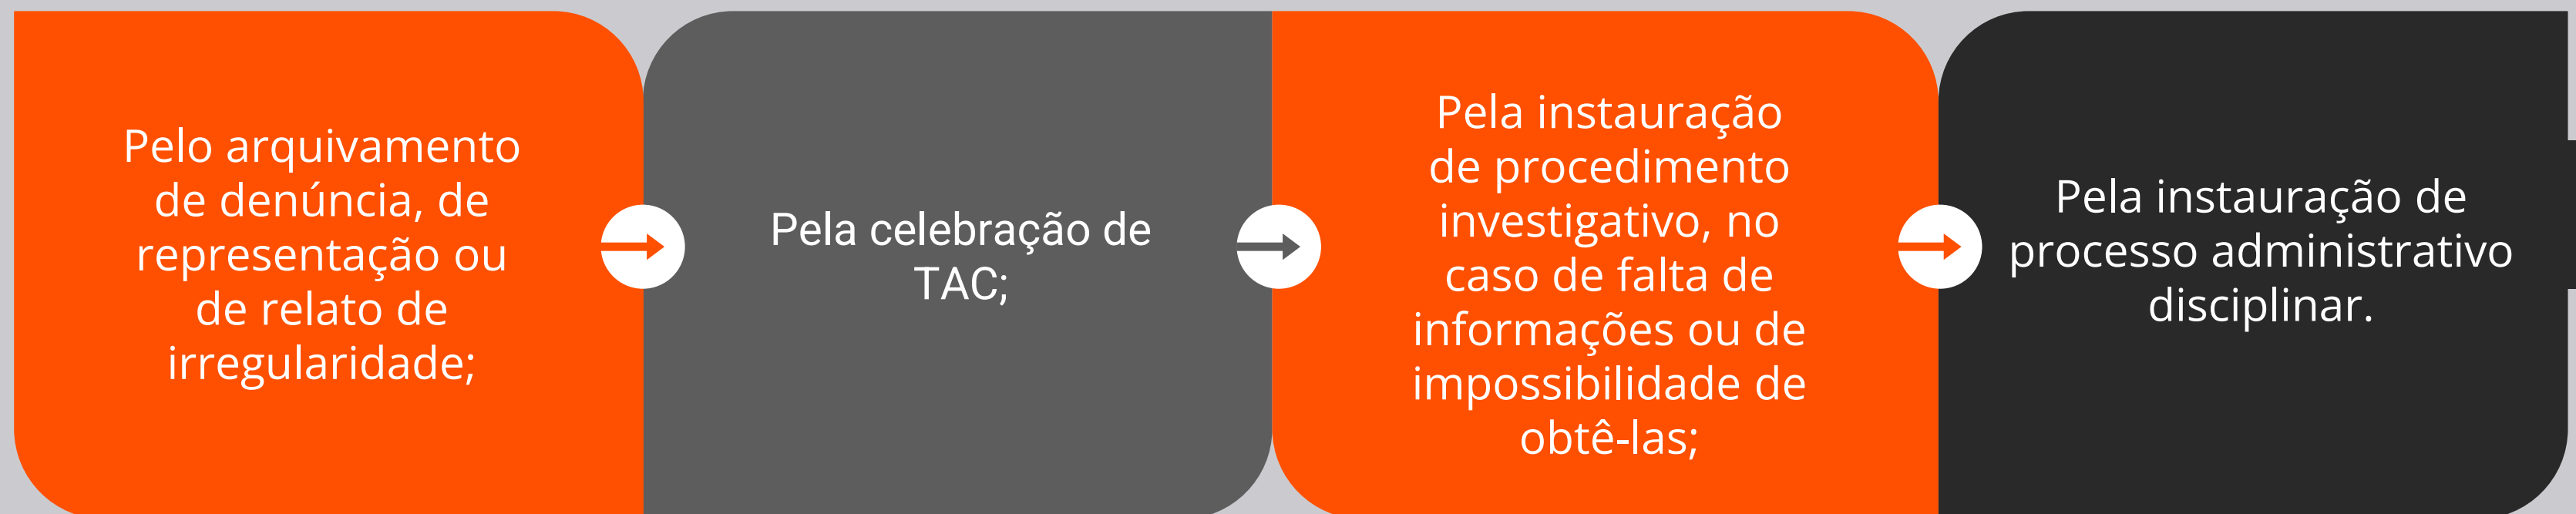 Pelo arquivamento
de denúncia, de
representação ou
de relato de
irregularidade;
Pela celebração de
TAC;
Pela instauração
de procedimento
investigativo, no
caso de falta de
informações ou de
impossibilidade de
obtê-las;
Pela instauração de
processo administrativo
disciplinar.